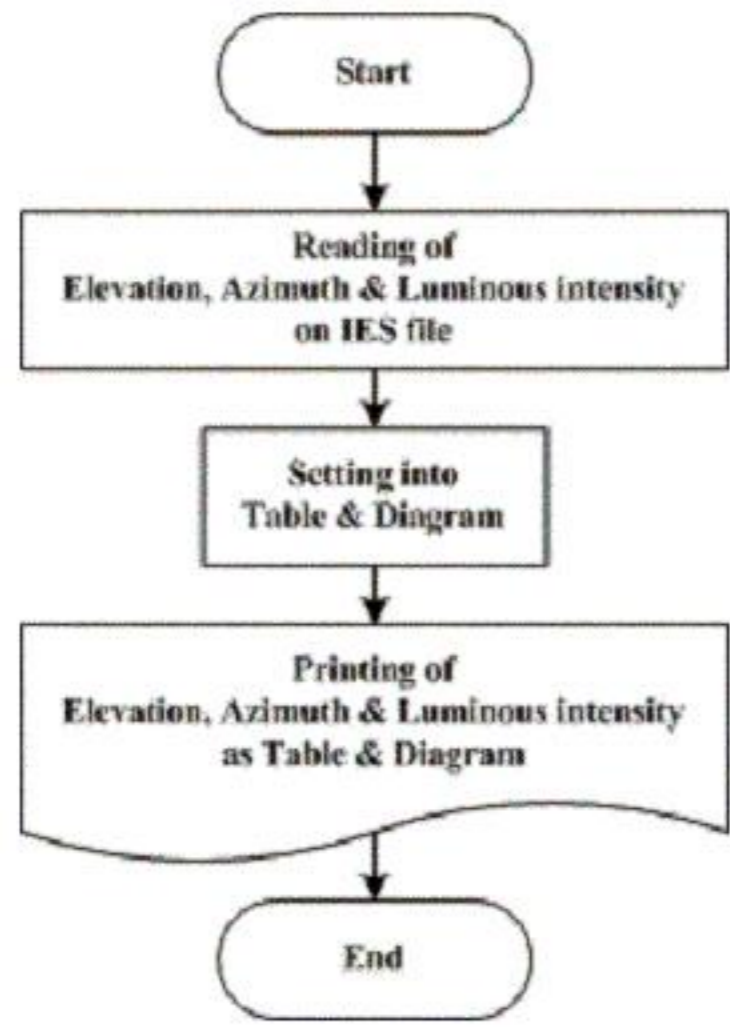 Start
Reading of
Elevation, Azimuth & Luminous intensity
on IES file
Setting into
Table & Diagram
Printing of
Elevation, Azimuth & Luminous intensity
as Table & Diagram
End